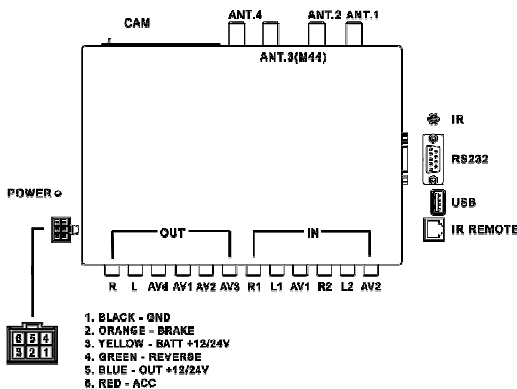 CAM
ANT.4
ANT.2 ANT.1
ANT.3(M44)
IR
RS232
USB
IR REMOTE
POWER
OUT
IN
R L AV4 AV1 AV2 AV3 R1 L1 AV1 R2 L2 AV2
6 5 4
3 2 1
1. BLACK - GND
2. ORANGE - BRAKE
3. YELLOW - BATT +12/24V
4. GREEN - REVERSE
5. BLUE - OUT +12/24V
6. RED - ACC